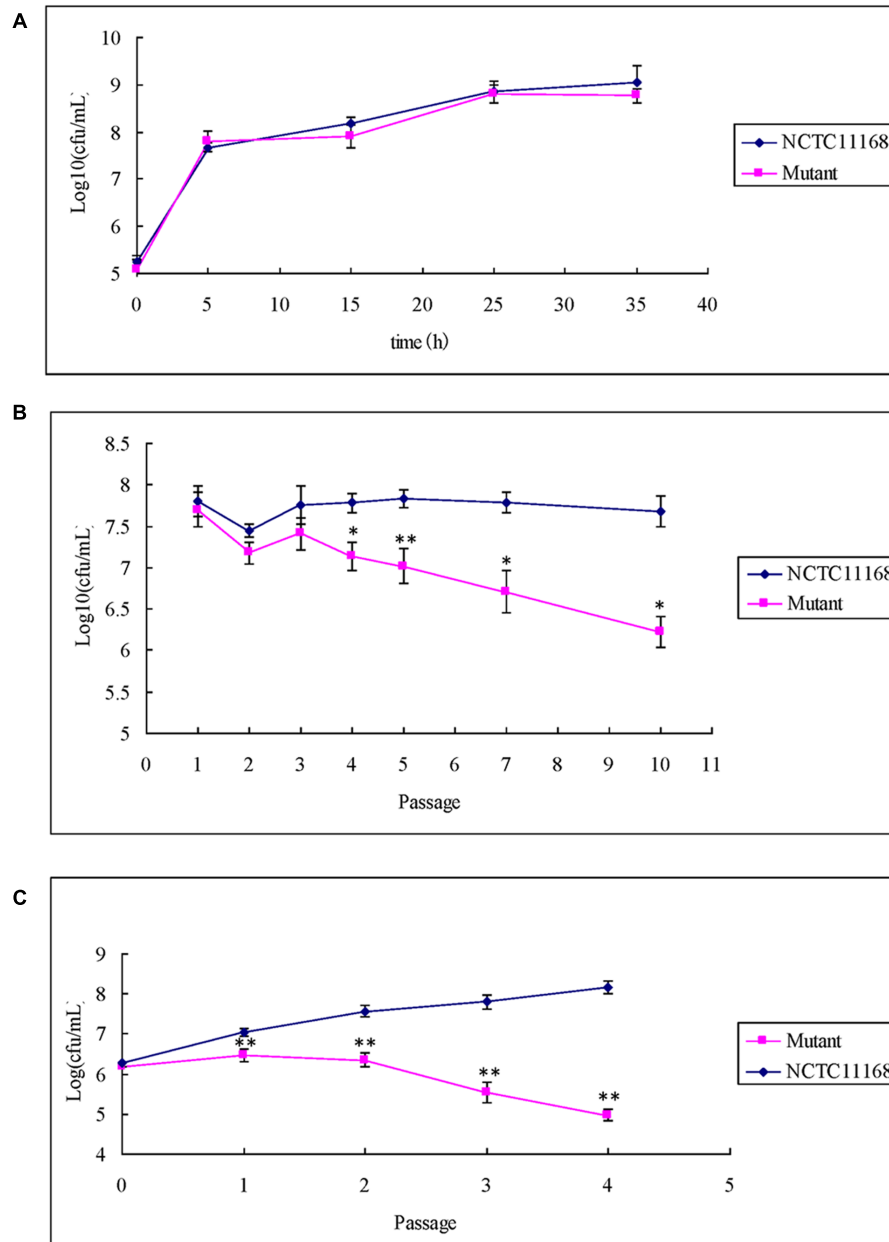 A
Log10(cfu/mL)
10
9
8
7
6
5
0 5 10 15 20 25 30 35 40
time (h)
NCTC11168
Mutant
B
Log10(cfu/mL)
8.5
8
7.5
7
6.5
6
5.5
5
* ** * *
0 1 2 3 4 5 6 7 8 9 10 11
Passage
NCTC11168
Mutant
C
Log(cfu/mL)
9
8
7
6
5
4
** ** ** **
0 1 2 3 4 5
Passage
Mutant
NCTC11168